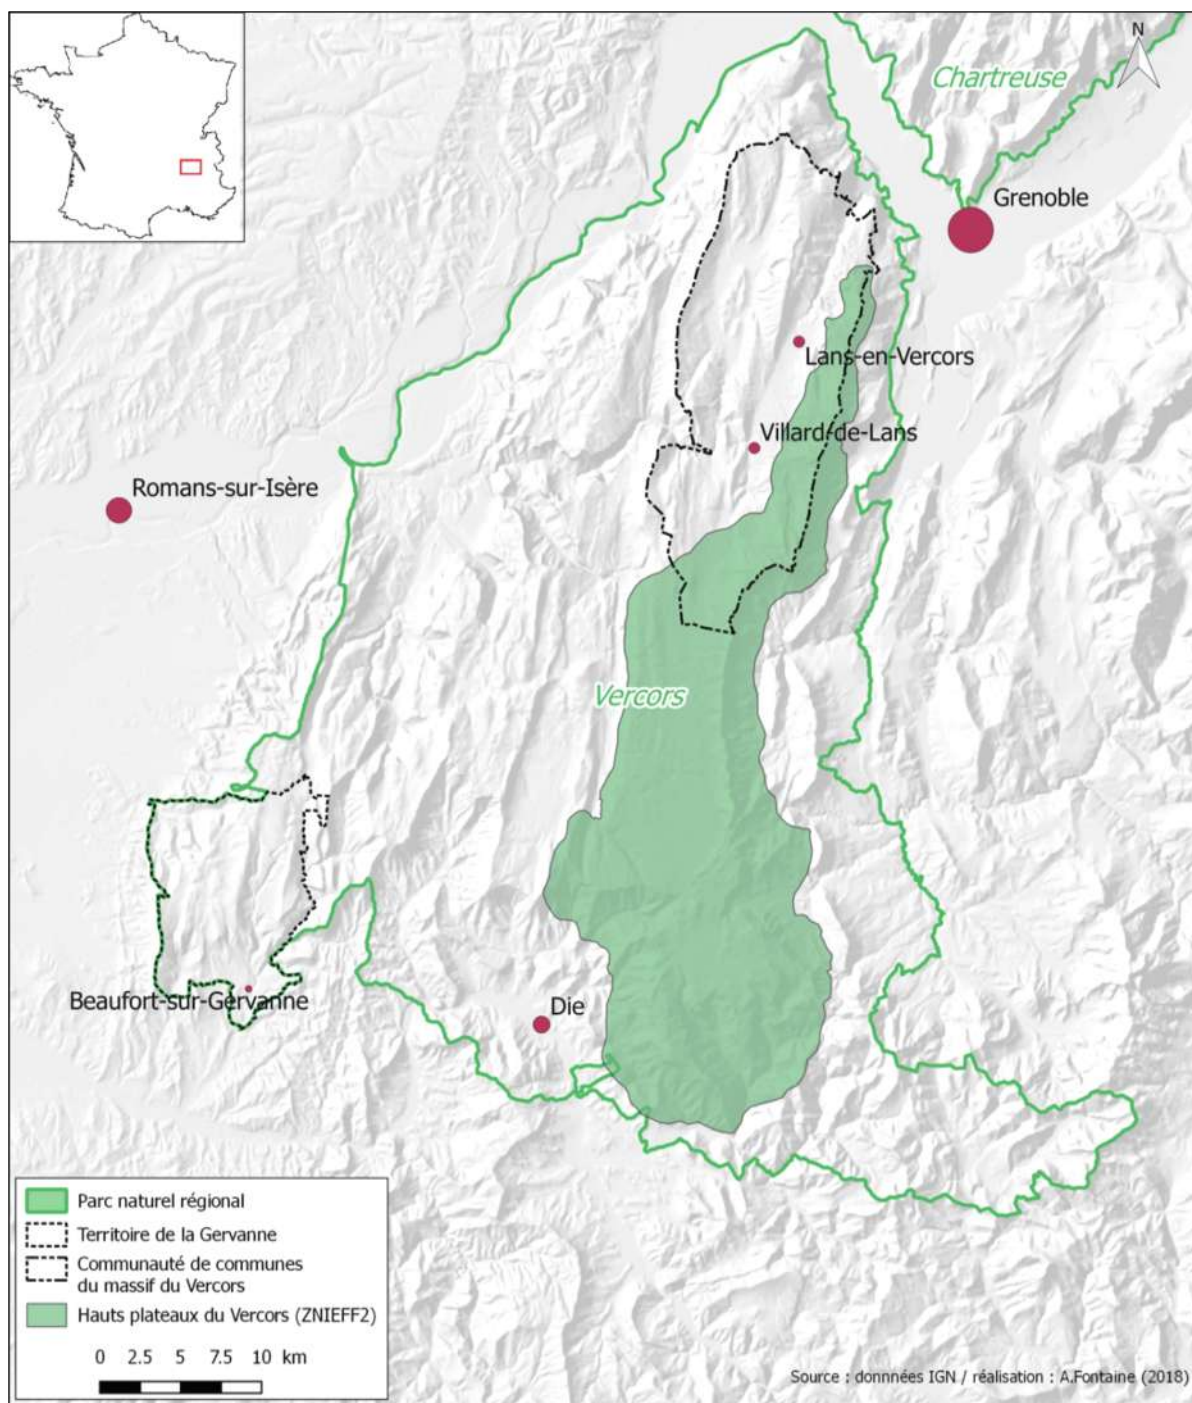 N
Chartreuse
Grenoble
Lans-en-Vercors
Villard-de-Lans
Romans-sur-Isère
Vercors
Beaufort-sur-Gervanne
Die
Parc naturel régional
Territoire de la Gervanne
Communauté de communes
du massif du Vercors
Hauts plateaux du Vercors (ZNIEFF2)
0 2.5 5 7.5 10 km
Source : donnnées IGN / réalisation : A.Fontaine (2018)